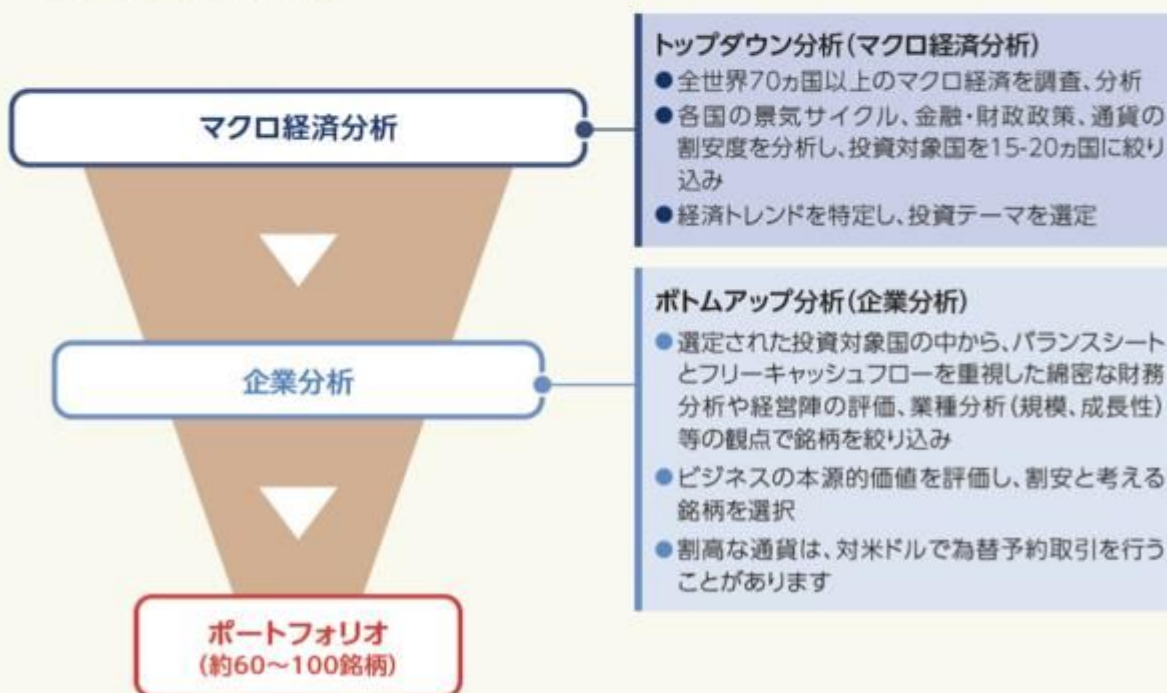 マクロ経済分析
トップダウン分析(マクロ経済分析)
●全世界70ヵ国以上のマクロ経済を調査、分析
●各国の景気サイクル、金融・財政政策、通貨の
割安度を分析し、投資対象国を15-20ヵ国に絞り
込み
●経済トレンドを特定し、投資テーマを選定
企業分析
ボトムアップ分析(企業分析)
●選定された投資対象国の中から、バランスシート
とフリーキャッシュフローを重視した綿密な財務
分析や経営陣の評価、業種分析(規模、成長性)
等の観点で銘柄を絞り込み
●ビジネスの本源的価値を評価し、割安と考える
銘柄を選択
●割高な通貨は、対米ドルで為替予約取引を行う
ことがあります
ポートフォリオ
(約60～100銘柄)